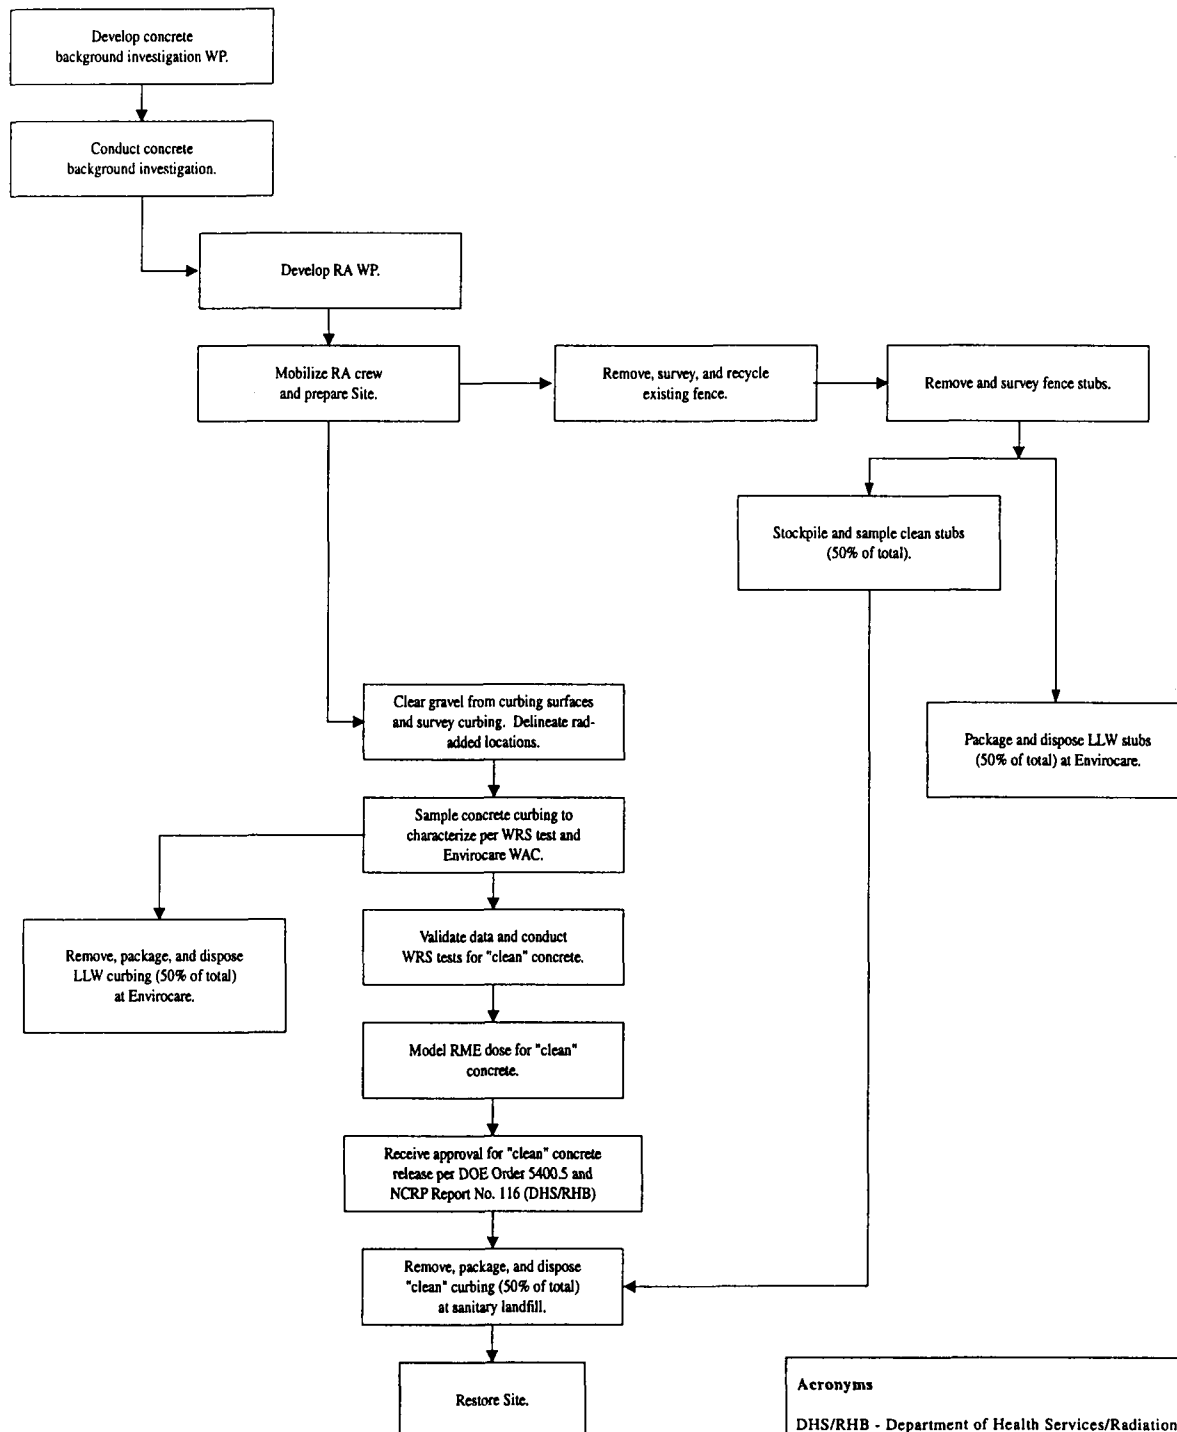 Develop concrete
background investigation WP.
Conduct concrete
background investigation.
Develop RA WP.
Mobilize RA crew
and prepare Site.
Remove, survey, and recycle
existing fence.
Remove and survey fence stubs.
Stockpile and sample clean stubs
(50% of total).
Package and dispose LLW stubs
(50% of total) at Envirocare.
Clear gravel from curbing surfaces
and survey curbing. Delineate rad-
added locations.
Sample concrete curbing to
characterize per WRS test and
Envirocare WAC.
Remove, package, and dispose
LLW curbing (50% of total)
at Envirocare.
Validate data and conduct
WRS tests for "clean" concrete.
Model RME dose for "clean"
concrete.
Receive approval for "clean" concrete
release per DOE Order 5400.5 and
NCRP Report No. 116 (DHS/RHB)
Remove, package, and dispose
"clean" curbing (50% of total)
at sanitary landfill.
Restore Site.
Acronyms
DHS/RHB - Department of Health Services/Radiation